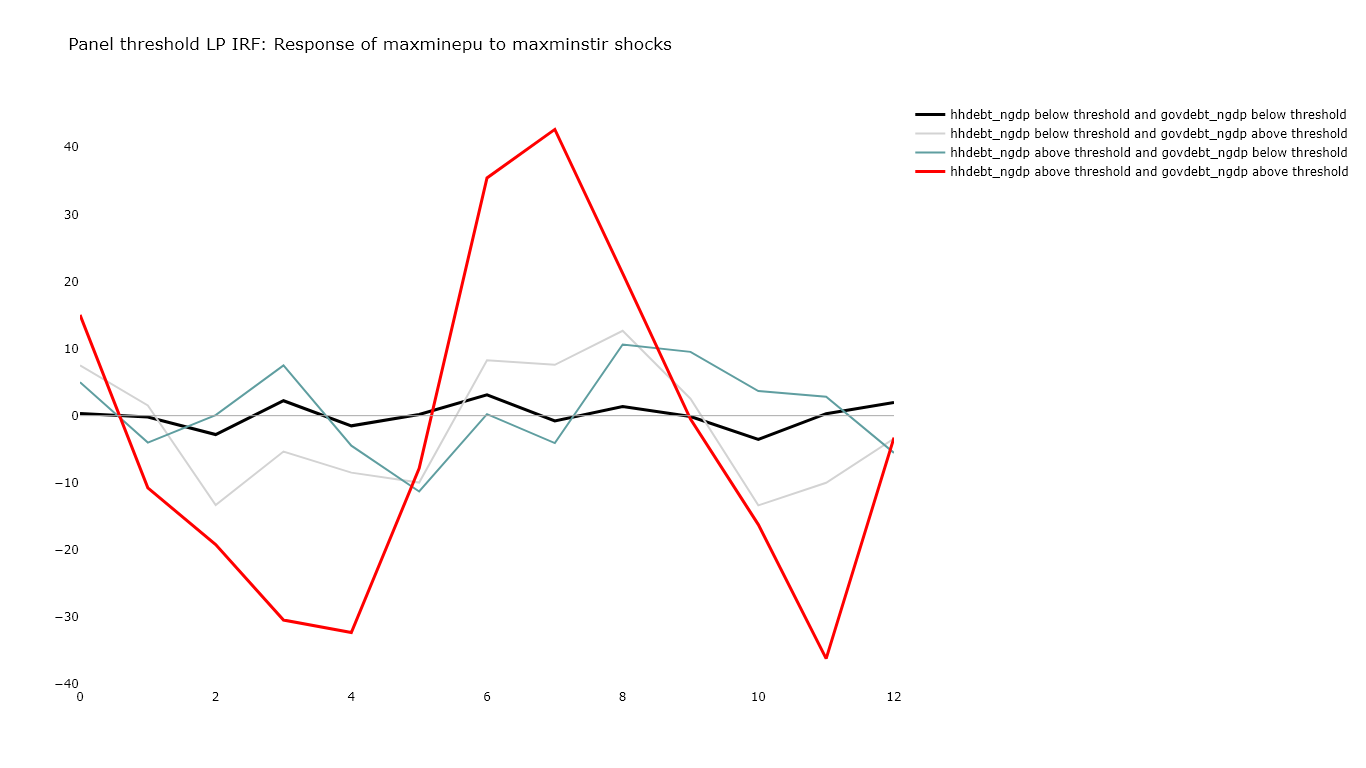 Panel threshold LP IRF: Response of maxminepu to maxminstir shocks
hhdebt_ngdp below threshold and govdebt_ngdp below threshold
hhdebt_ngdp below threshold and govdebt_ngdp above threshold
hhdebt_ngdp above threshold and govdebt_ngdp below threshold
hhdebt_ngdp above threshold and govdebt_ngdp above threshold
40
30
20
10
0
−10
−20
−30
−40
0 2 4 6 8 10 12